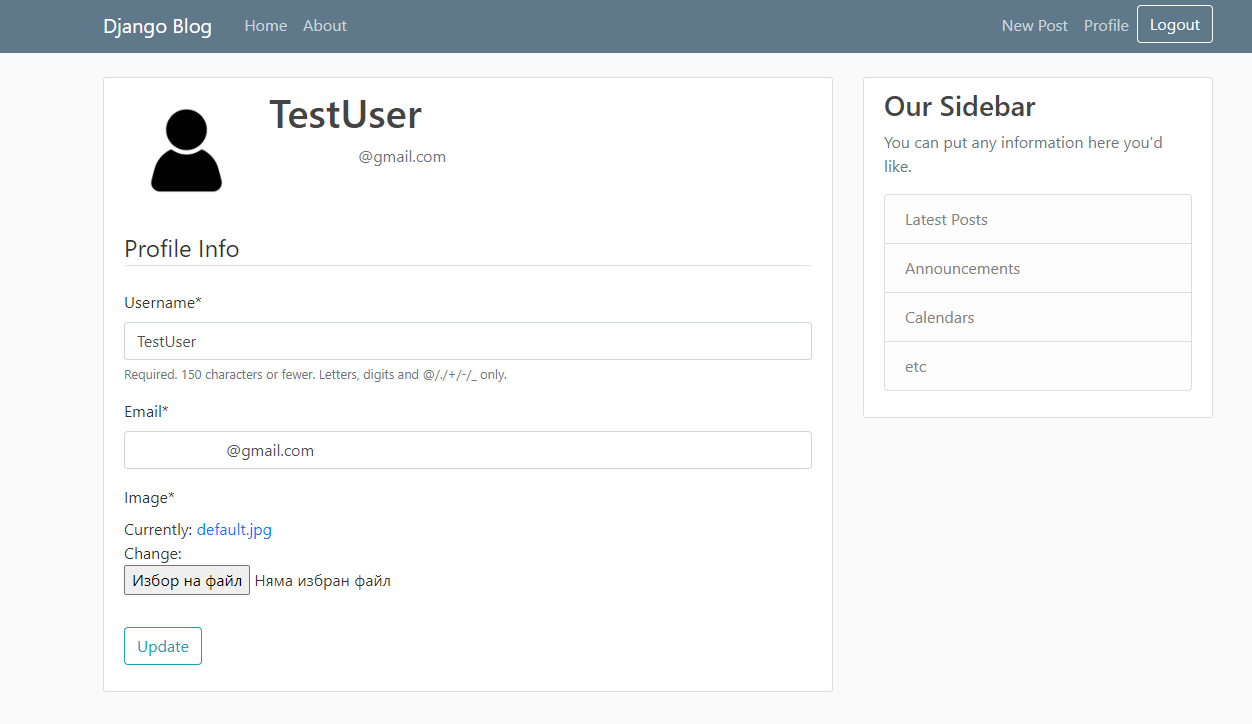 Django Blog Home About New Post Profile Logout
TestUser
@gmail.com
Profile Info
Username*
TestUser
Required. 150 characters or fewer. Letters, digits and @/./+/-/_ only.
Email*
@gmail.com
Image*
Currently: default.jpg
Change:
Избор на файл Няма избран файл
Update
Our Sidebar
You can put any information here you'd
like.
Latest Posts
Announcements
Calendars
etc